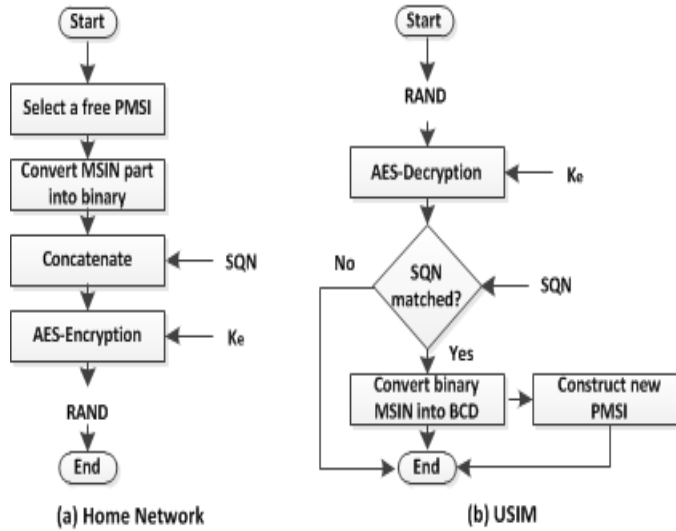 Start
Select a free PMSI
Convert MSIN part
into binary
Concatenate
SQN
AES-Encryption
Ke
RAND
End
(a) Home Network
Start
RAND
AES-Decryption
Ke
No
SQN
matched?
SQN
Yes
Convert binary
MSIN into BCD
Construct new
PMSI
End
(b) USIM